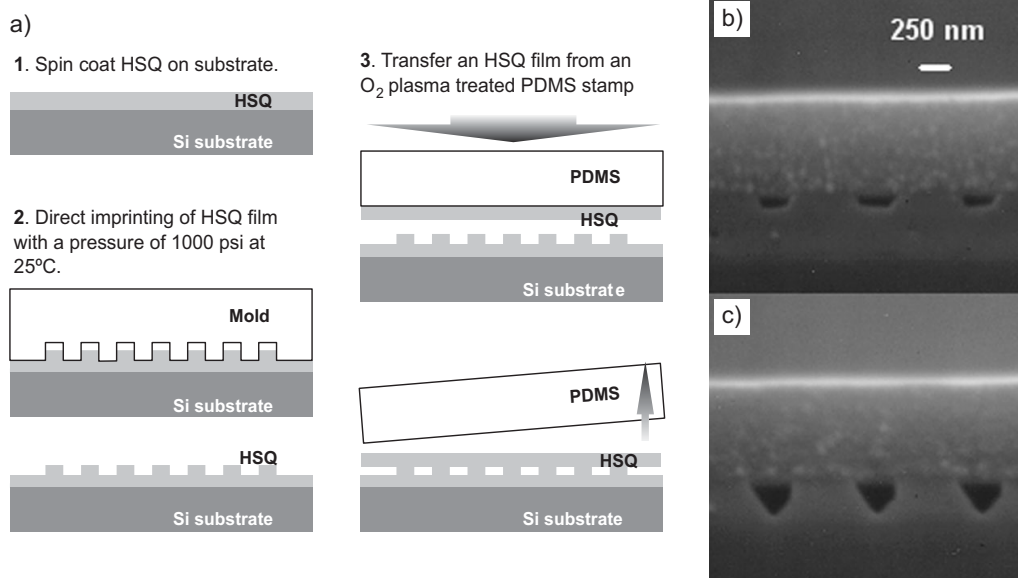 a)
1. Spin coat HSQ on substrate.
HSQ
Si substrate
2. Direct imprinting of HSQ film
with a pressure of 1000 psi at
25ºC.
Mold
Si substrate
HSQ
Si substrate
3. Transfer an HSQ film from an
O2 plasma treated PDMS stamp
PDMS
HSQ
Si substrate
PDMS
HSQ
Si substrate
b)
250 nm
c)